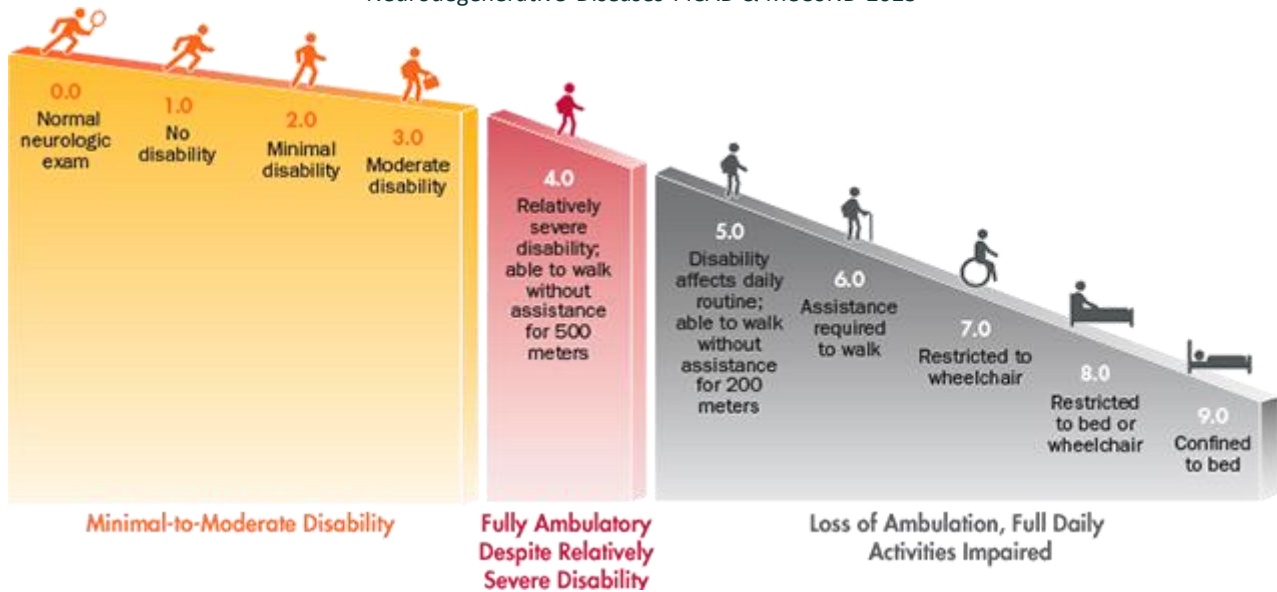 0.0
Normal
neurologic
exam
1.0
No
disability
2.0
Minimal
disability
3.0
Moderate
disability
4.0
Relatively
severe
disability;
able to walk
without
assistance
for 500
meters
5.0
Disability
affects daily
routine;
able to walk
without
assistance
for 200
meters
6.0
Assistance
required
to walk
7.0
Restricted to
wheelchair
8.0
Restricted
to bed or
wheelchair
9.0
Confined
to bed
Minimal-to-Moderate Disability
Fully Ambulatory
Despite Relatively
Severe Disability
Loss of Ambulation, Full Daily
Activities Impaired